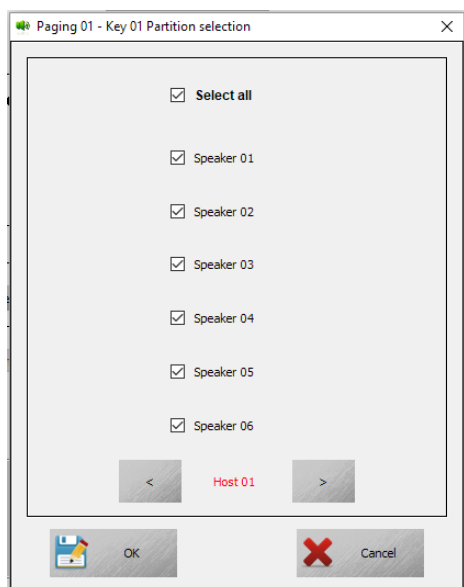 Paging 01 - Key 01 Partition selection
Select all
Speaker 01
Speaker 02
Speaker 03
Speaker 04
Speaker 05
Speaker 06
< Host 01 >
OK Cancel